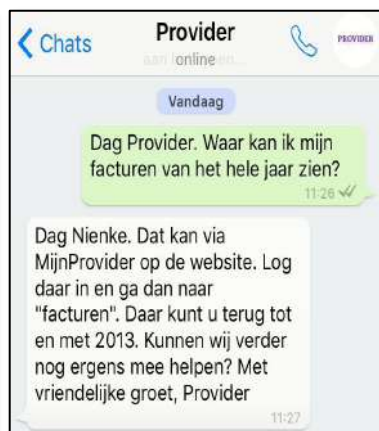 Chats
Provider
online
PROVIDER
Vandaag
Dag Provider. Waar kan ik mijn
facturen van het hele jaar zien?
11:26
Dag Nienke. Dat kan via
MijnProvider op de website. Log
daar in en ga dan naar
"facturen". Daar kunt u terug tot
en met 2013. Kunnen wij verder
nog ergens mee helpen? Met
vriendelijke groet, Provider
11:27